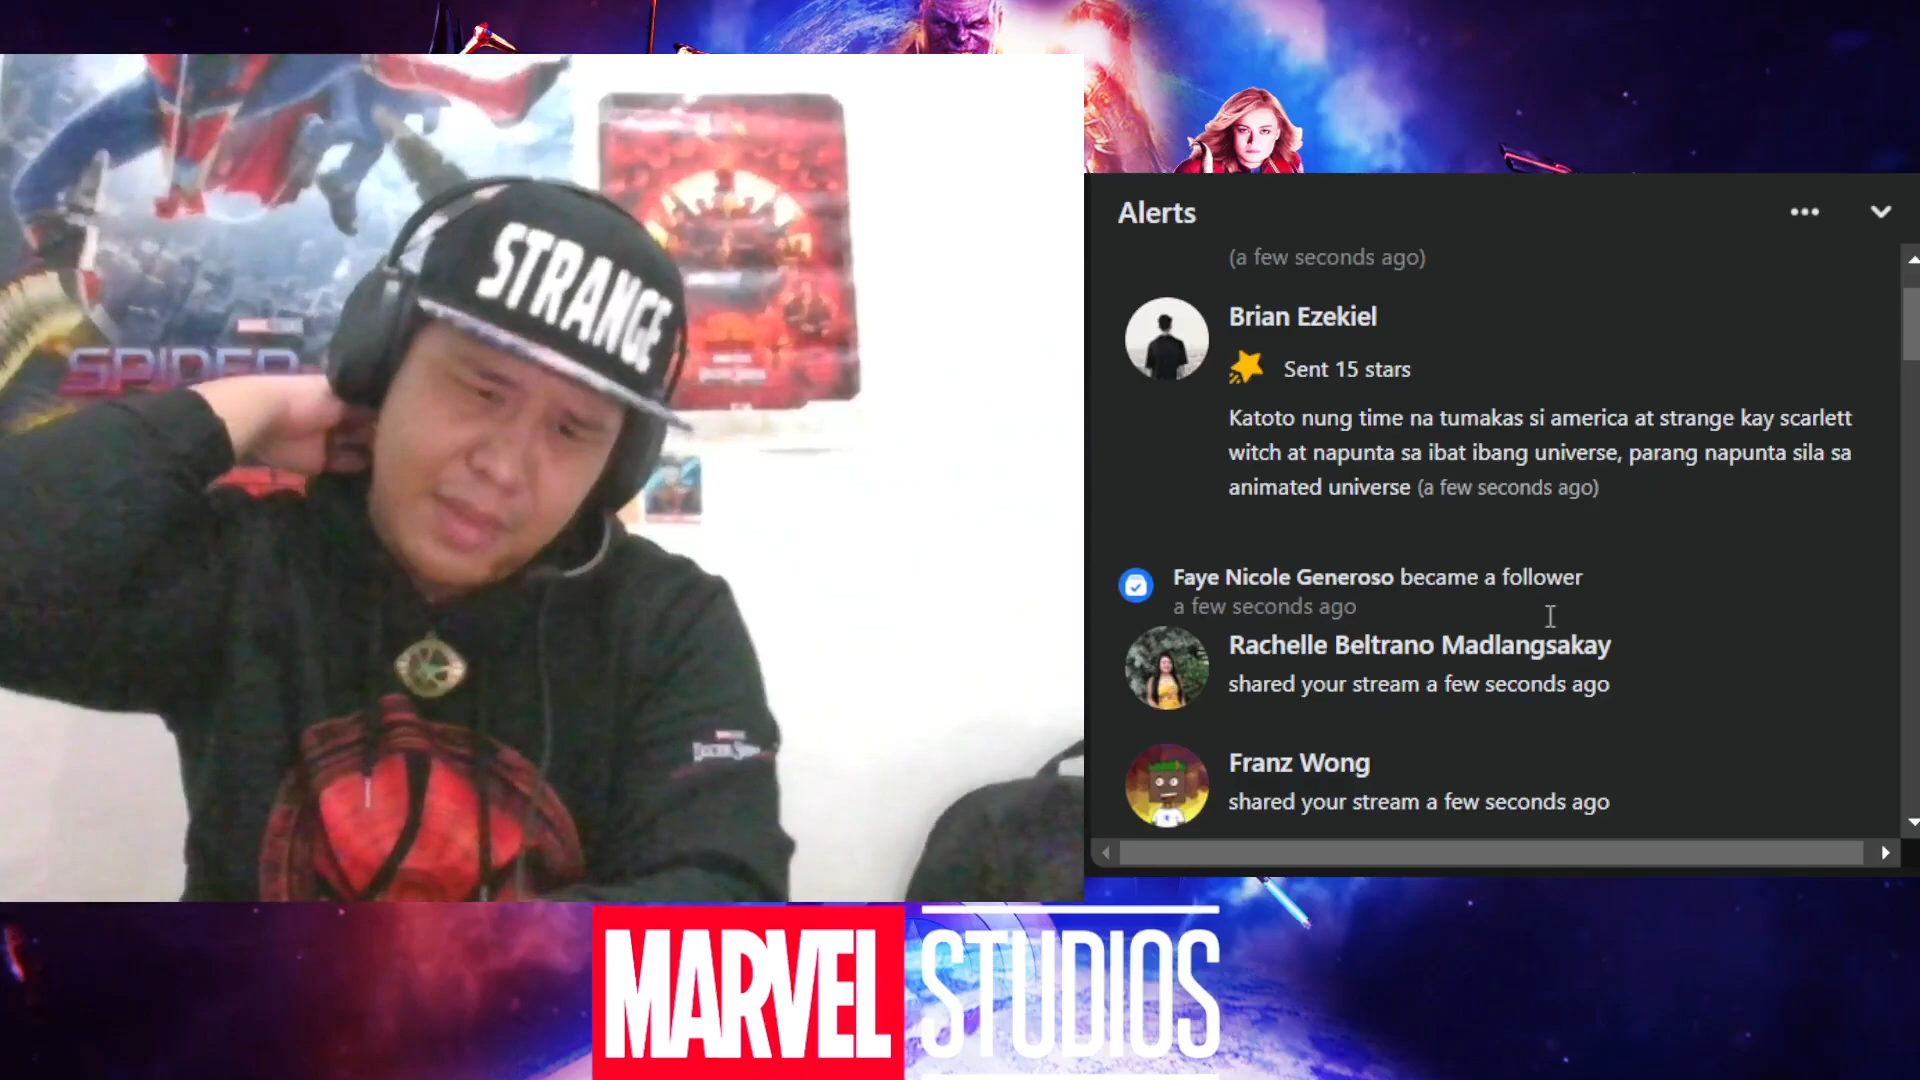 STRANGE
SPIDER
Alerts
(a few seconds ago)
Brian Ezekiel
Sent 15 stars
Katoto nung time na tumakas si america at strange kay scarlett
witch at napunta sa ibat ibang universe, parang napunta sila sa
animated universe (a few seconds ago)
Faye Nicole Generoso became a follower
a few seconds ago
Rachelle Beltrano Madlangsakay
shared your stream a few seconds ago
Franz Wong
shared your stream a few seconds ago
MARVEL STUDIOS